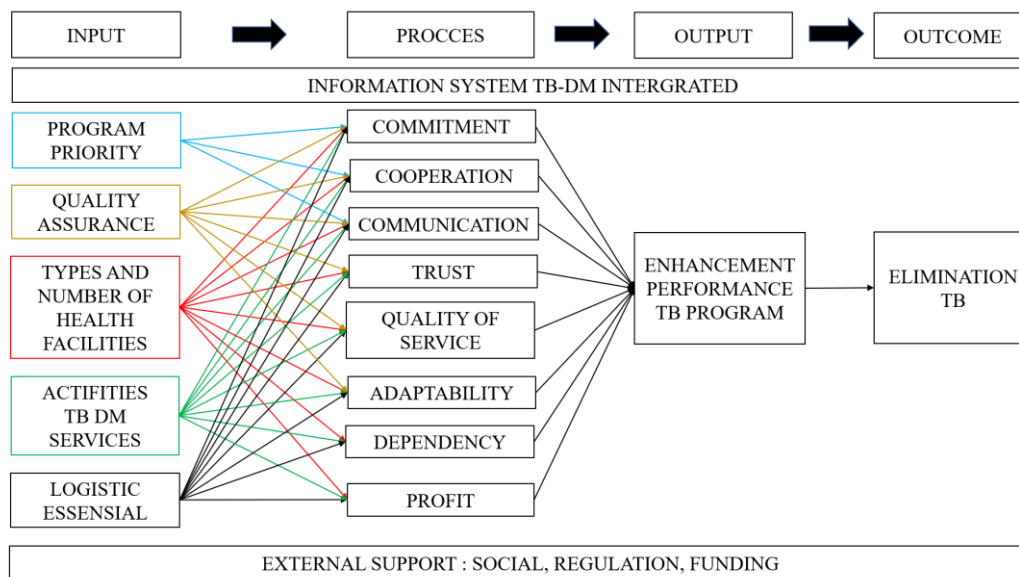 INPUT
PROCCES
OUTPUT
OUTCOME
INFORMATION SYSTEM TB-DM INTERGRATED
PROGRAM
PRIORITY
QUALITY
ASSURANCE
TYPES AND
NUMBER OF
HEALTH
FACILITIES
ACTIFITIES
TB DM
SERVICES
LOGISTIC
ESSENSIAL
COMMITMENT
COOPERATION
COMMUNICATION
TRUST
QUALITY OF
SERVICE
ADAPTABILITY
DEPENDENCY
PROFIT
ENHANCEMENT
PERFORMANCE
TB PROGRAM
ELIMINATION
TB
EXTERNAL SUPPORT : SOCIAL, REGULATION, FUNDING